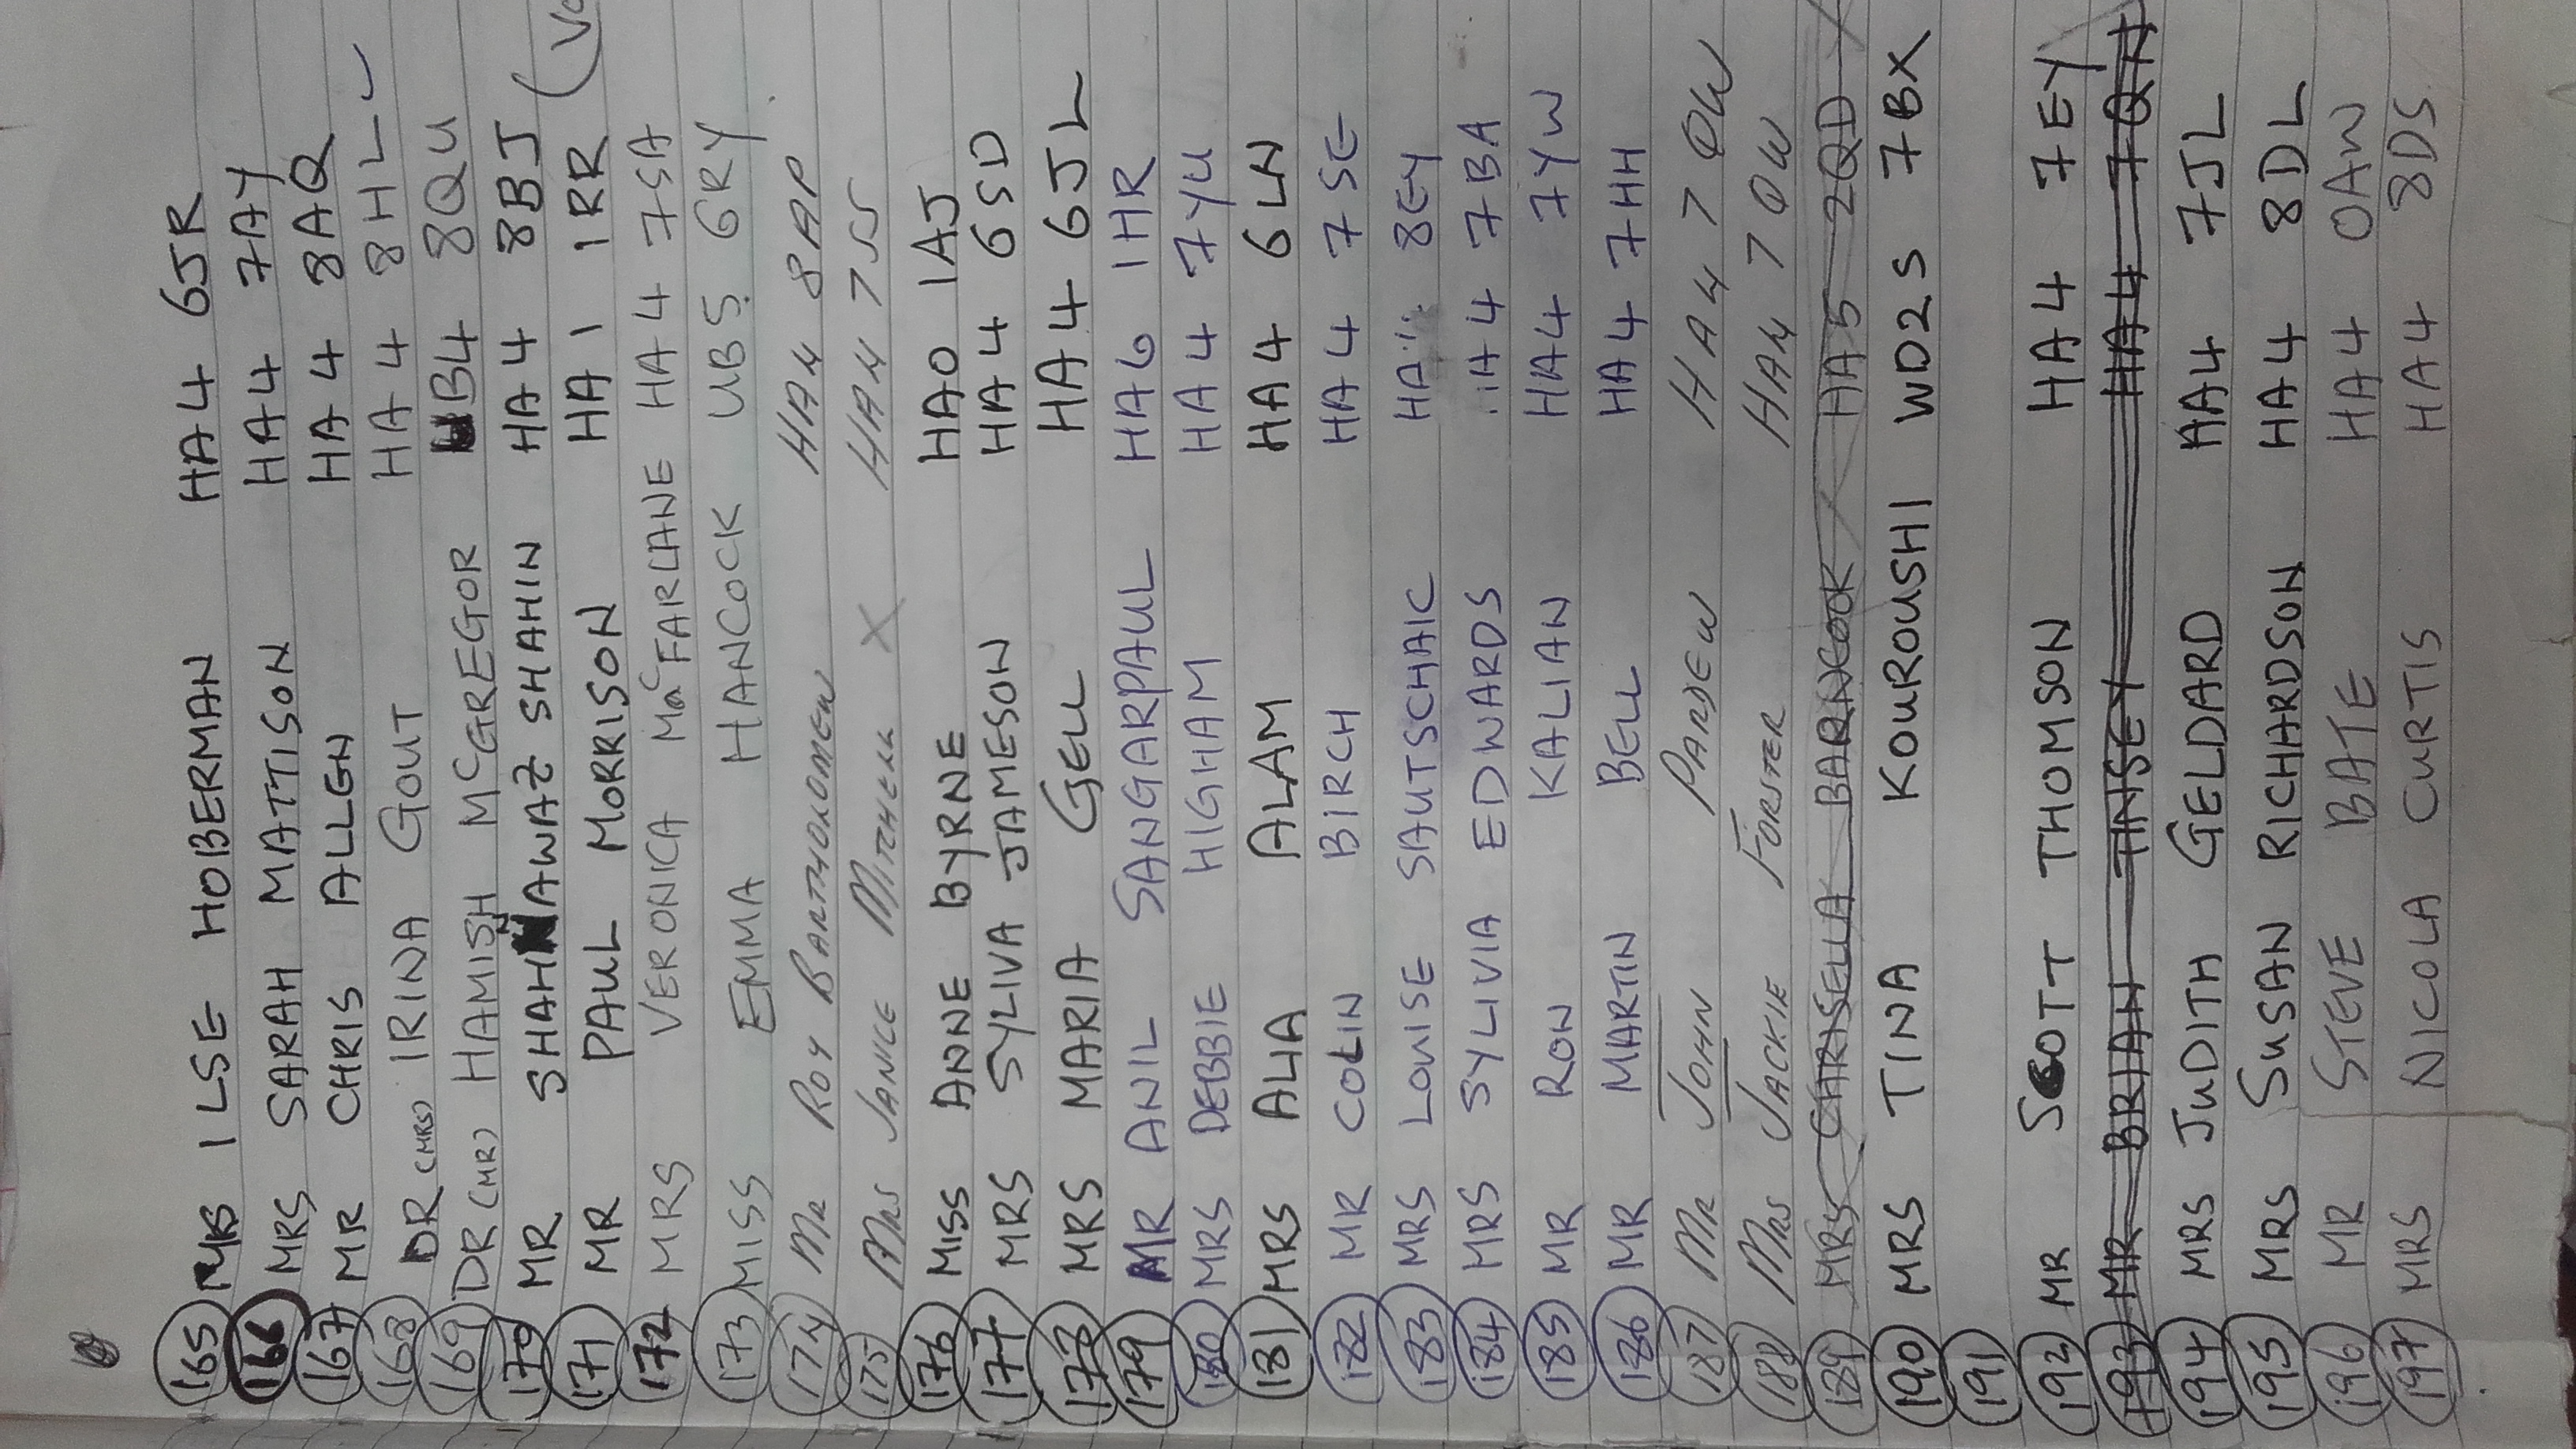 165 MRS ILSE HOBERMAN HA4 6JR
166 MRS SARAH MATTISON HA4 7AY
167 MR CHRIS ALLEN HA4 8AQ
168 DR (MRS) IRINA GOUT HA4 8HL
169 DR (MR) HAMISH McGREGOR UB4 8QU
170 MR SHAHNAWAZ SHAHIN HA4 8BJ
171 MR PAUL MORRISON HA1 1RR
172 MRS VERONICA MacFARLANE HA4 7SA
173 MISS EMMA HANCOCK UB5 6RY
174 MR ROY BARTHOLOMEW HA4 8AP
175 MRS JANICE MITCHELL X HA4 7SS
176 MISS ANNE BYRNE HA0 1AJ
177 MRS SYLIVA JAMESON HA4 6SD
178 MRS MARIA GELL HA4 6JL
179 MR ANIL SANGARPAUL HA6 1HR
180 MRS DEBBIE HIGHAM HA4 7YU
181 MRS ALIA ALAM HA4 6LN
182 MR COLIN BIRCH HA4 7SE
183 MRS LOUISE SAUTSCHAIC 8EY
184 MRS SYLIVIA EDWARDS HA4 7BA
185 MR RON KALIAN HA4 7YW
186 MR MARTIN BELL HA4 7HH
187 MR JOHN PARDEW HA4 7QW
188 MRS JACKIE FORSTER HA4 7QW
189 MRS CHRISELLA BARNCOOK HA5 2QD
190 MRS TINA KOUROUSHI WD25 7BX
191
192 MR SCOTT THOMSON HA4 7EY
193 MR BRIAN TINSEY HA4 7QN
194 MRS JUDITH GELDARD HA4 7JL
195 MRS SUSAN RICHARDSON HA4 8DL
196 MR STEVE BATE HA4 0AW
197 MRS NICOLA CURTIS HA4 8DS